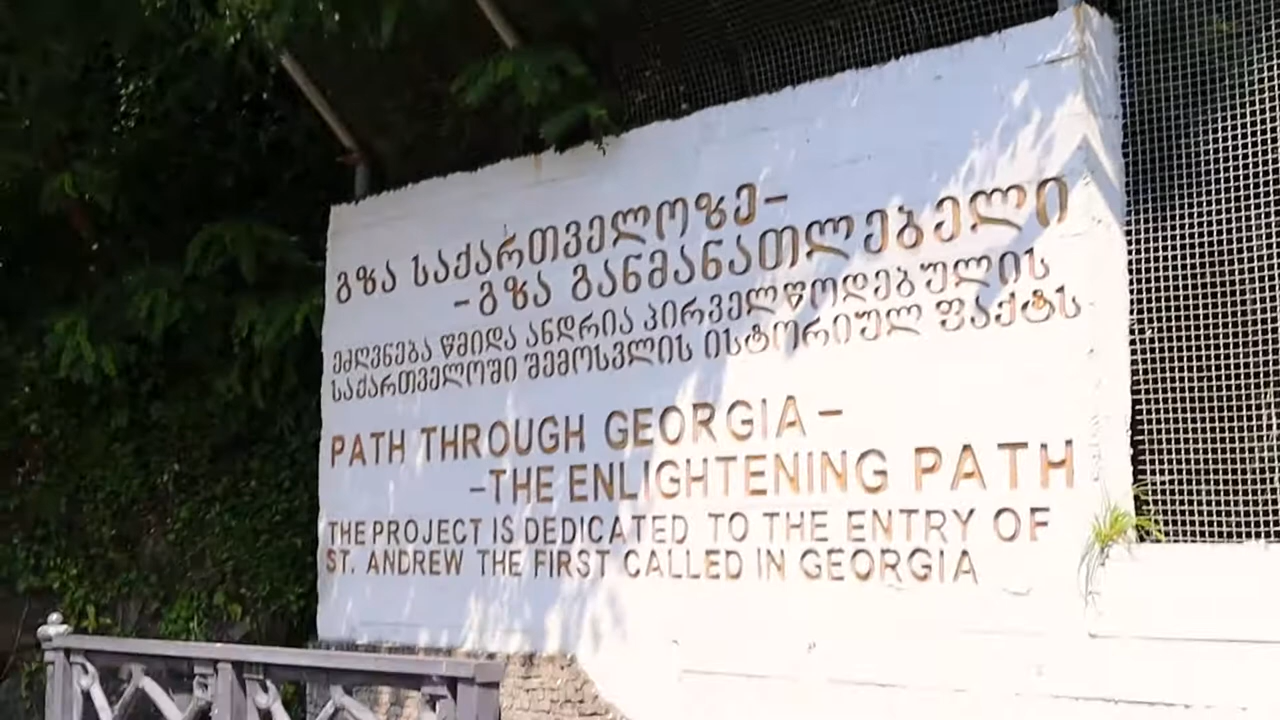 გზა საქართველოზე–
–გზა განმანათლებელი
ეძღვნება წმიდა ანდრია პირველწოდებულის
საქართველოში შემოსვლის ისტორიულ ფაქტს
PATH THROUGH GEORGIA –
–THE ENLIGHTENING PATH
THE PROJECT IS DEDICATED TO THE ENTRY OF
ST. ANDREW THE FIRST CALLED IN GEORGIA